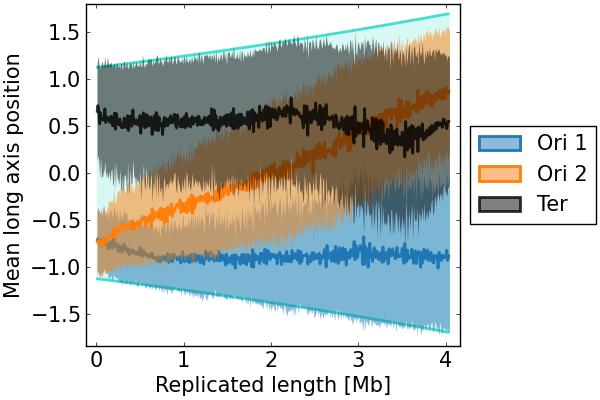 Mean long axis position
1.5
1.0
0.5
0.0
−0.5
−1.0
−1.5
0
1
2
3
4
Replicated length [Mb]
Ori 1
Ori 2
Ter